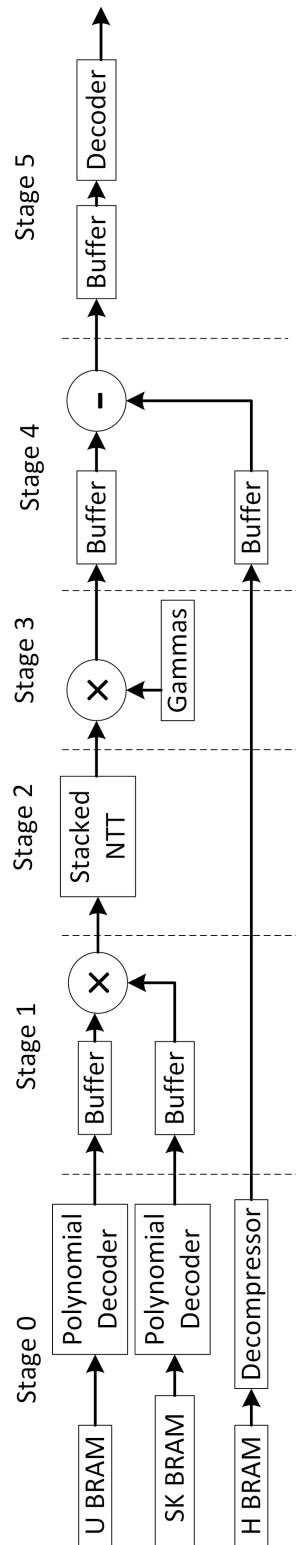 Stage 0
Stage 1
Stage 2
Stage 3
Stage 4
Stage 5
U BRAM
Polynomial
Decoder
Buffer
×
Stacked
NTT
×
Buffer
-
Buffer
Decoder
SK BRAM
Polynomial
Decoder
Buffer
Gammas
H BRAM
Decompressor
Buffer